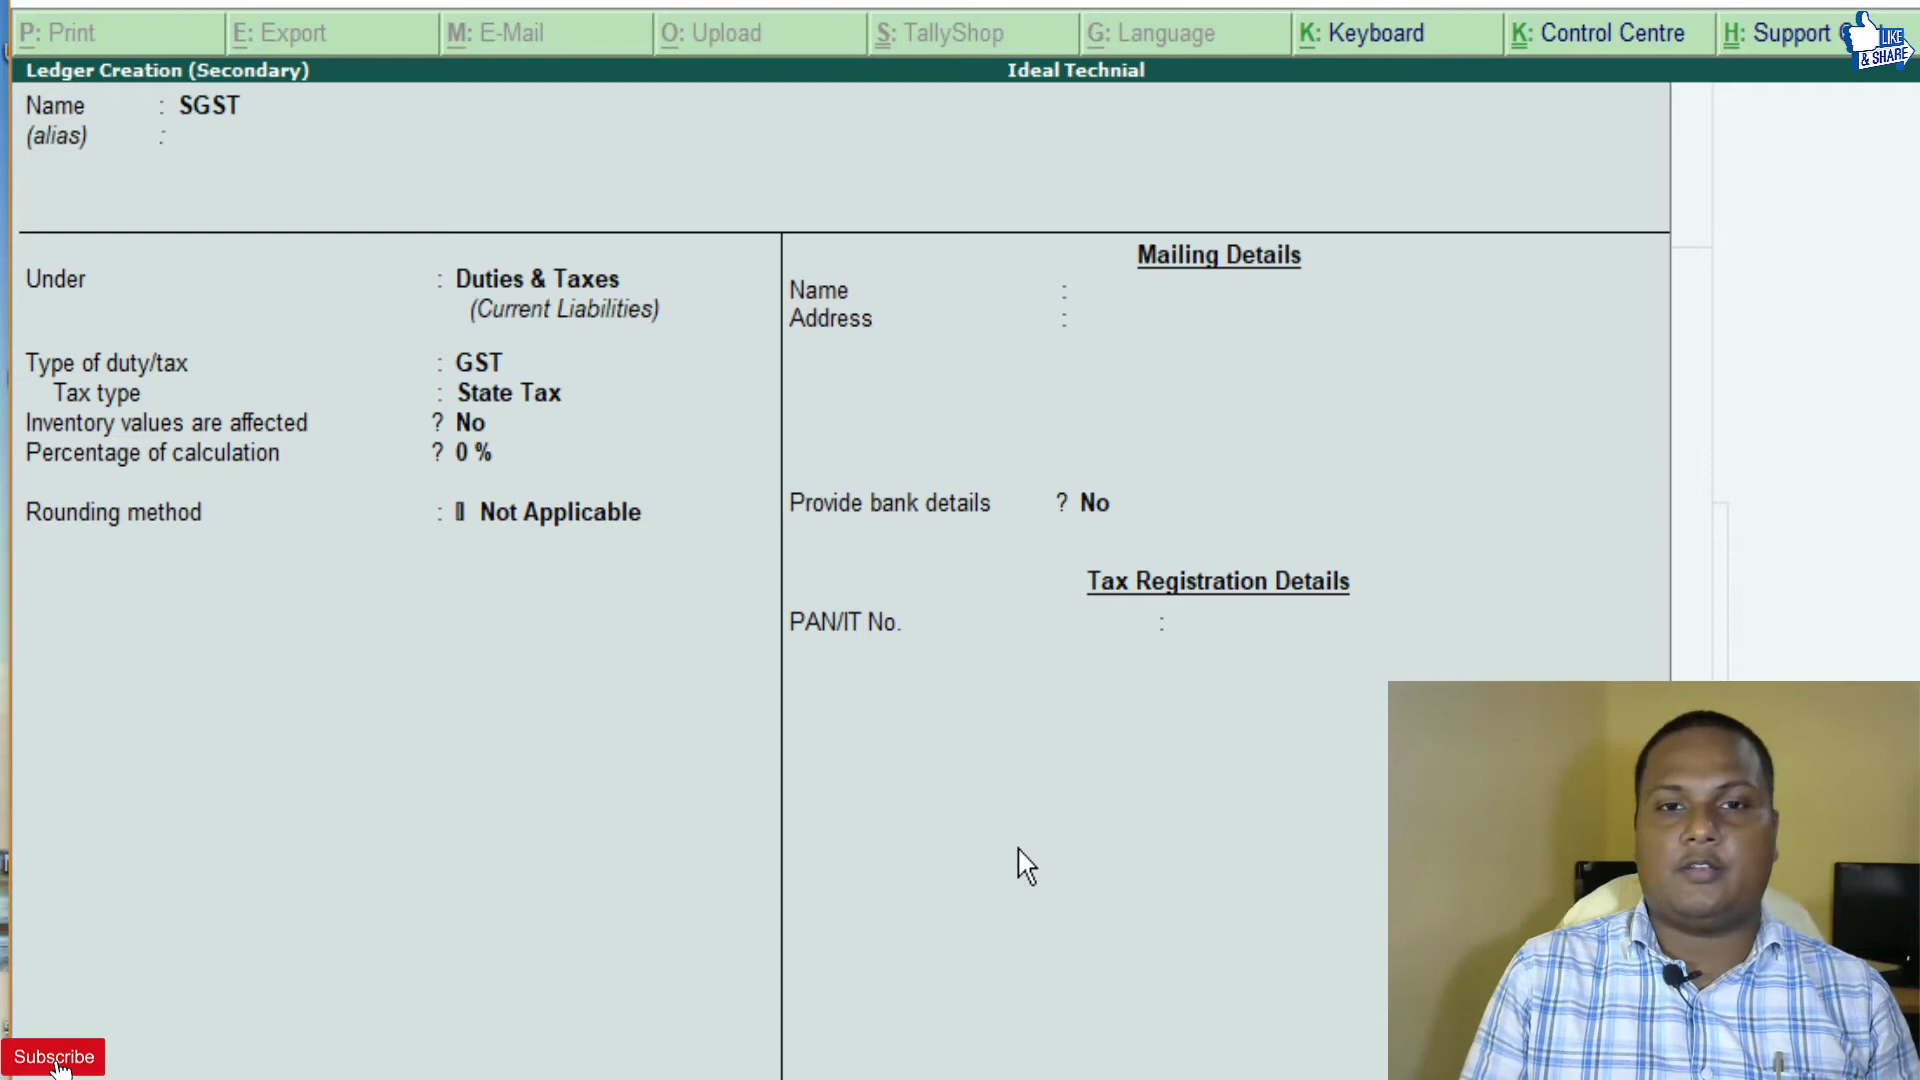 P: Print E: Export M: E-Mail O: Upload S: TallyShop G: Language K: Keyboard K: Control Centre H: Support
LIKE
& SHARE
Ledger Creation (Secondary) Ideal Technial
Name : SGST
(alias) :
Under : Duties & Taxes
(Current Liabilities)
Type of duty/tax : GST
Tax type : State Tax
Inventory values are affected ? No
Percentage of calculation ? 0 %
Rounding method : Not Applicable
Mailing Details
Name :
Address :
Provide bank details ? No
Tax Registration Details
PAN/IT No. :
Subscribe